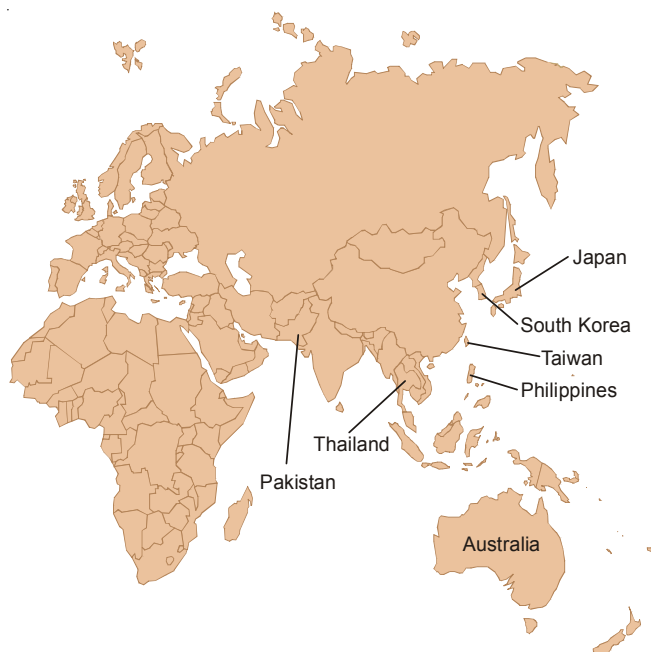 Japan
South Korea
Taiwan
Philippines
Thailand
Pakistan
Australia